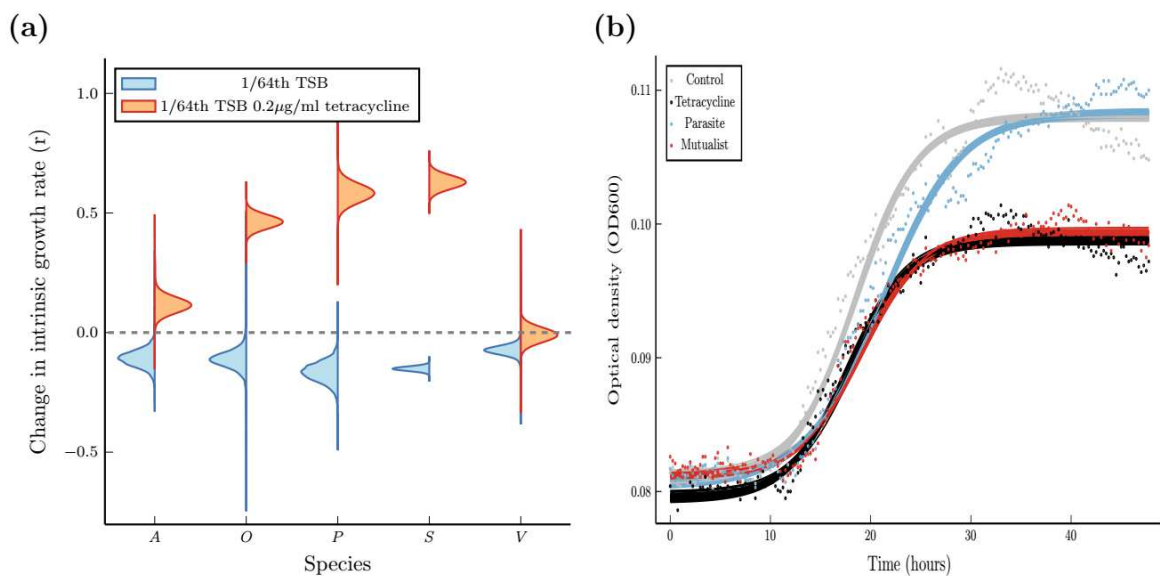 (a)
1/64th TSB
1/64th TSB 0.2μg/ml tetracycline
Change in intrinsic growth rate (r)
1.0
0.5
0.0
−0.5
A
O
P
S
V
Species
(b)
Control
Tetracycline
Parasite
Mutualist
Optical density (OD600)
0.11
0.10
0.09
0.08
0
10
20
30
40
Time (hours)